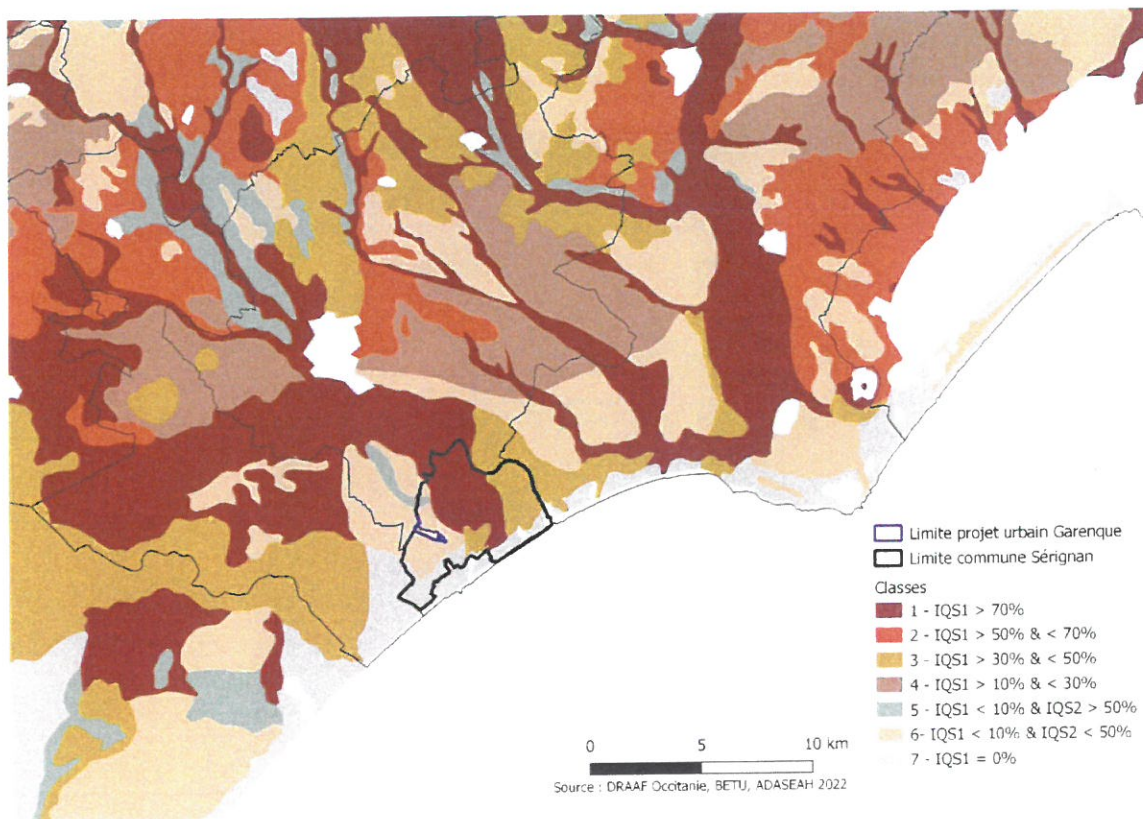 Limite projet urbain Garenque
Limite commune Sérignan
Classes
1 - IQS1 > 70%
2 - IQS1 > 50% & < 70%
3 - IQS1 > 30% & < 50%
4 - IQS1 > 10% & < 30%
5 - IQS1 < 10% & IQS2 > 50%
6- IQS1 < 10% & IQS2 < 50%
7 - IQS1 = 0%
0 5 10 km
Source : DRAAF Occitanie, BETU, ADASEAH 2022